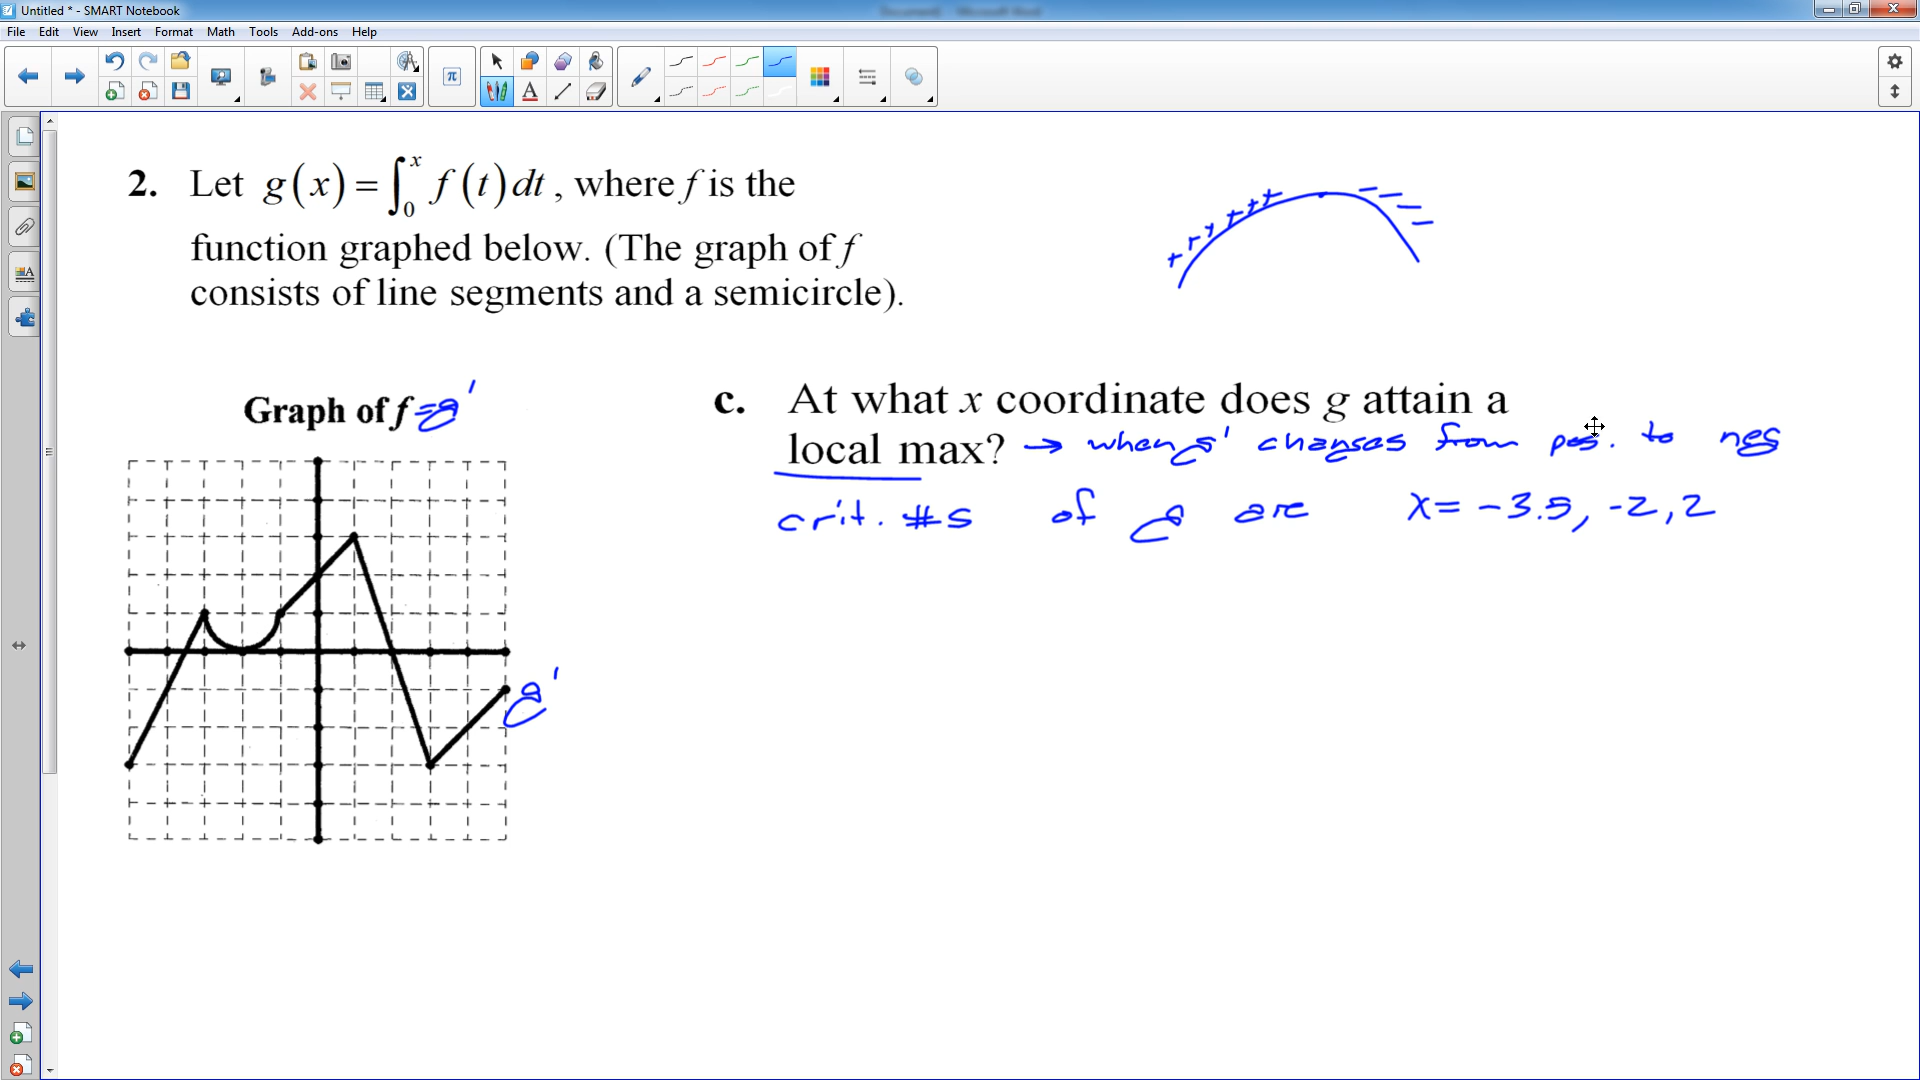 Untitled * - SMART Notebook
File Edit View Insert Format Math Tools Add-ons Help
2. Let g(x) = ∫₀ˣ f(t) dt, where f is the
function graphed below. (The graph of f
consists of line segments and a semicircle).
+ + + + + + - - - -
Graph of f = g'
c. At what x coordinate does g attain a
local max? → when g' changes from pos. to neg
crit. #s of g are x = -3.5, -2, 2
g'